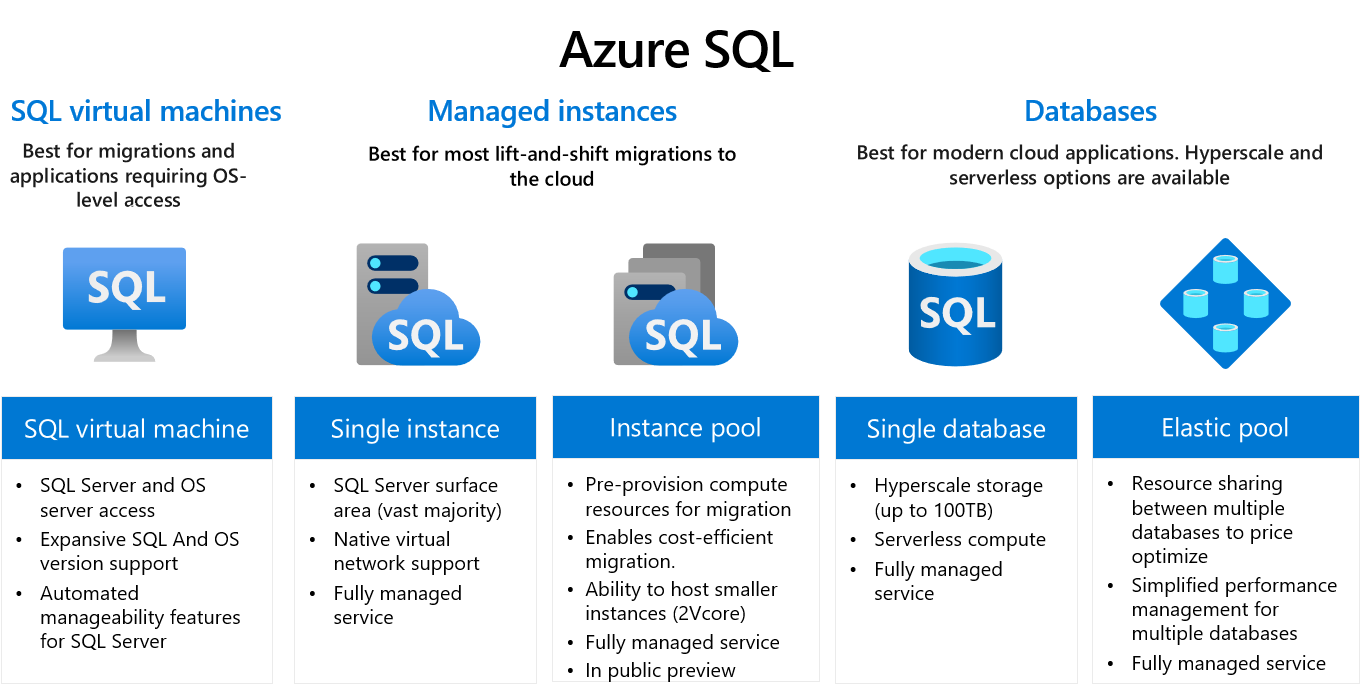 Azure SQL
SQL virtual machines
Best for migrations and
applications requiring OS-
level access
Managed instances
Best for most lift-and-shift migrations to
the cloud
Databases
Best for modern cloud applications. Hyperscale and
serverless options are available
SQL
SQL
SQL
SQL
SQL virtual machine
• SQL Server and OS
server access
• Expansive SQL And OS
version support
• Automated
manageability features
for SQL Server
Single instance
• SQL Server surface
area (vast majority)
• Native virtual
network support
• Fully managed
service
Instance pool
• Pre-provision compute
resources for migration
• Enables cost-efficient
migration.
• Ability to host smaller
instances (2Vcore)
• Fully managed service
• In public preview
Single database
• Hyperscale storage
(up to 100TB)
• Serverless compute
• Fully managed
service
Elastic pool
• Resource sharing
between multiple
databases to price
optimize
• Simplified performance
management for
multiple databases
• Fully managed service